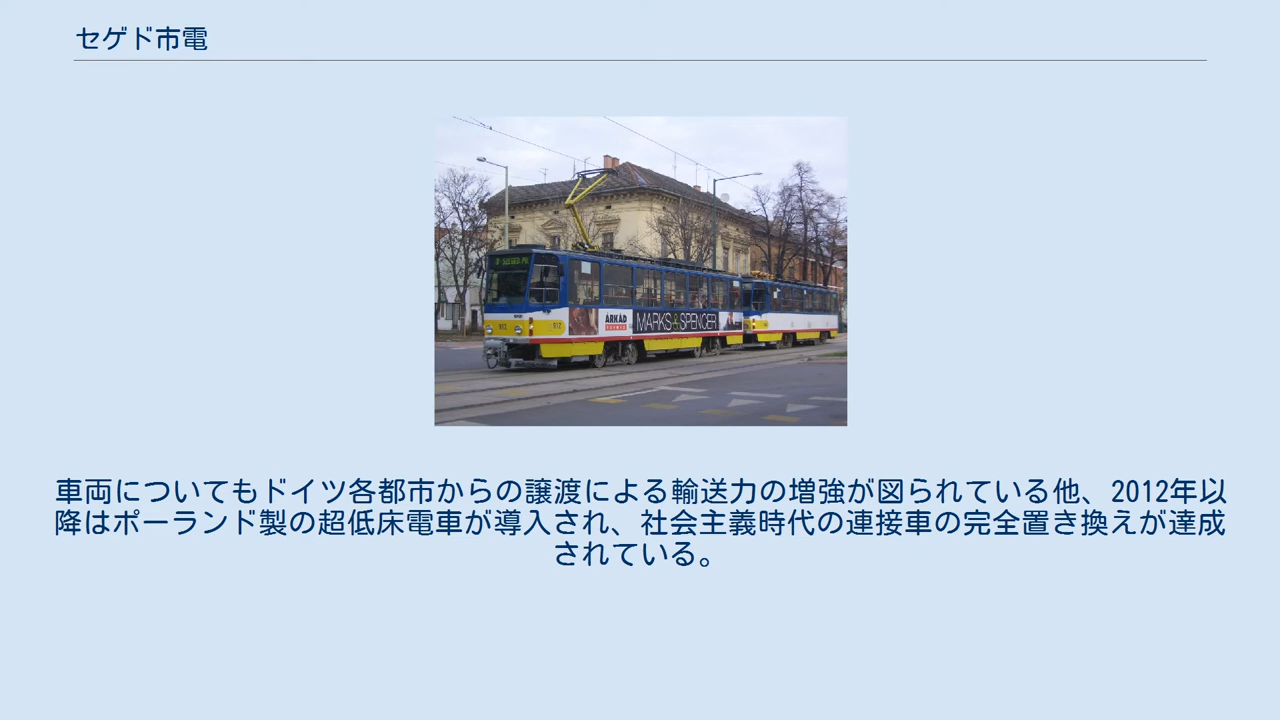 セゲド市電
ÁRKÁD
MARKS & SPENCER
912
車両についてもドイツ各都市からの譲渡による輸送力の増強が図られている他、2012年以
降はポーランド製の超低床電車が導入され、社会主義時代の連接車の完全置き換えが達成
されている。